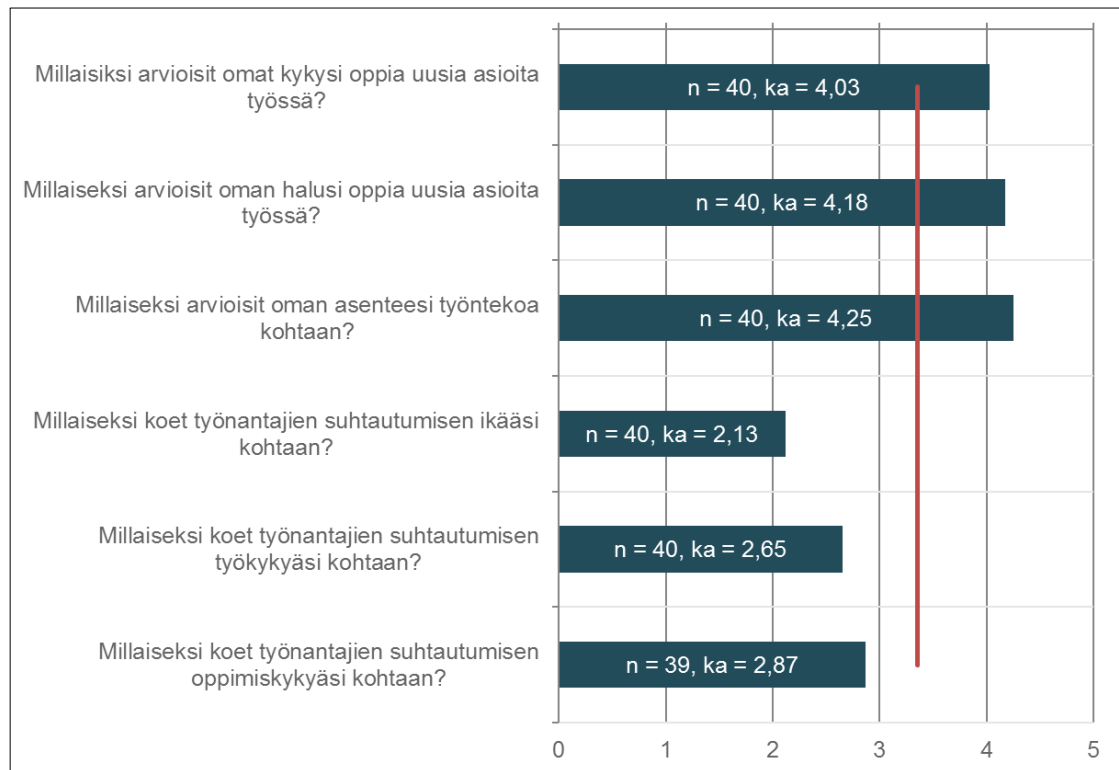 Millaisiksi arvioisit omat kykysi oppia uusia asioita
työssä?
n = 40, ka = 4,03
Millaiseksi arvioisit oman halusi oppia uusia asioita
työssä?
n = 40, ka = 4,18
Millaiseksi arvioisit oman asenteesi työntekoa
kohtaan?
n = 40, ka = 4,25
Millaiseksi koet työnantajien suhtautumisen ikääsi
kohtaan?
n = 40, ka = 2,13
Millaiseksi koet työnantajien suhtautumisen
työkykyäsi kohtaan?
n = 40, ka = 2,65
Millaiseksi koet työnantajien suhtautumisen
oppimiskykyäsi kohtaan?
n = 39, ka = 2,87
0 1 2 3 4 5